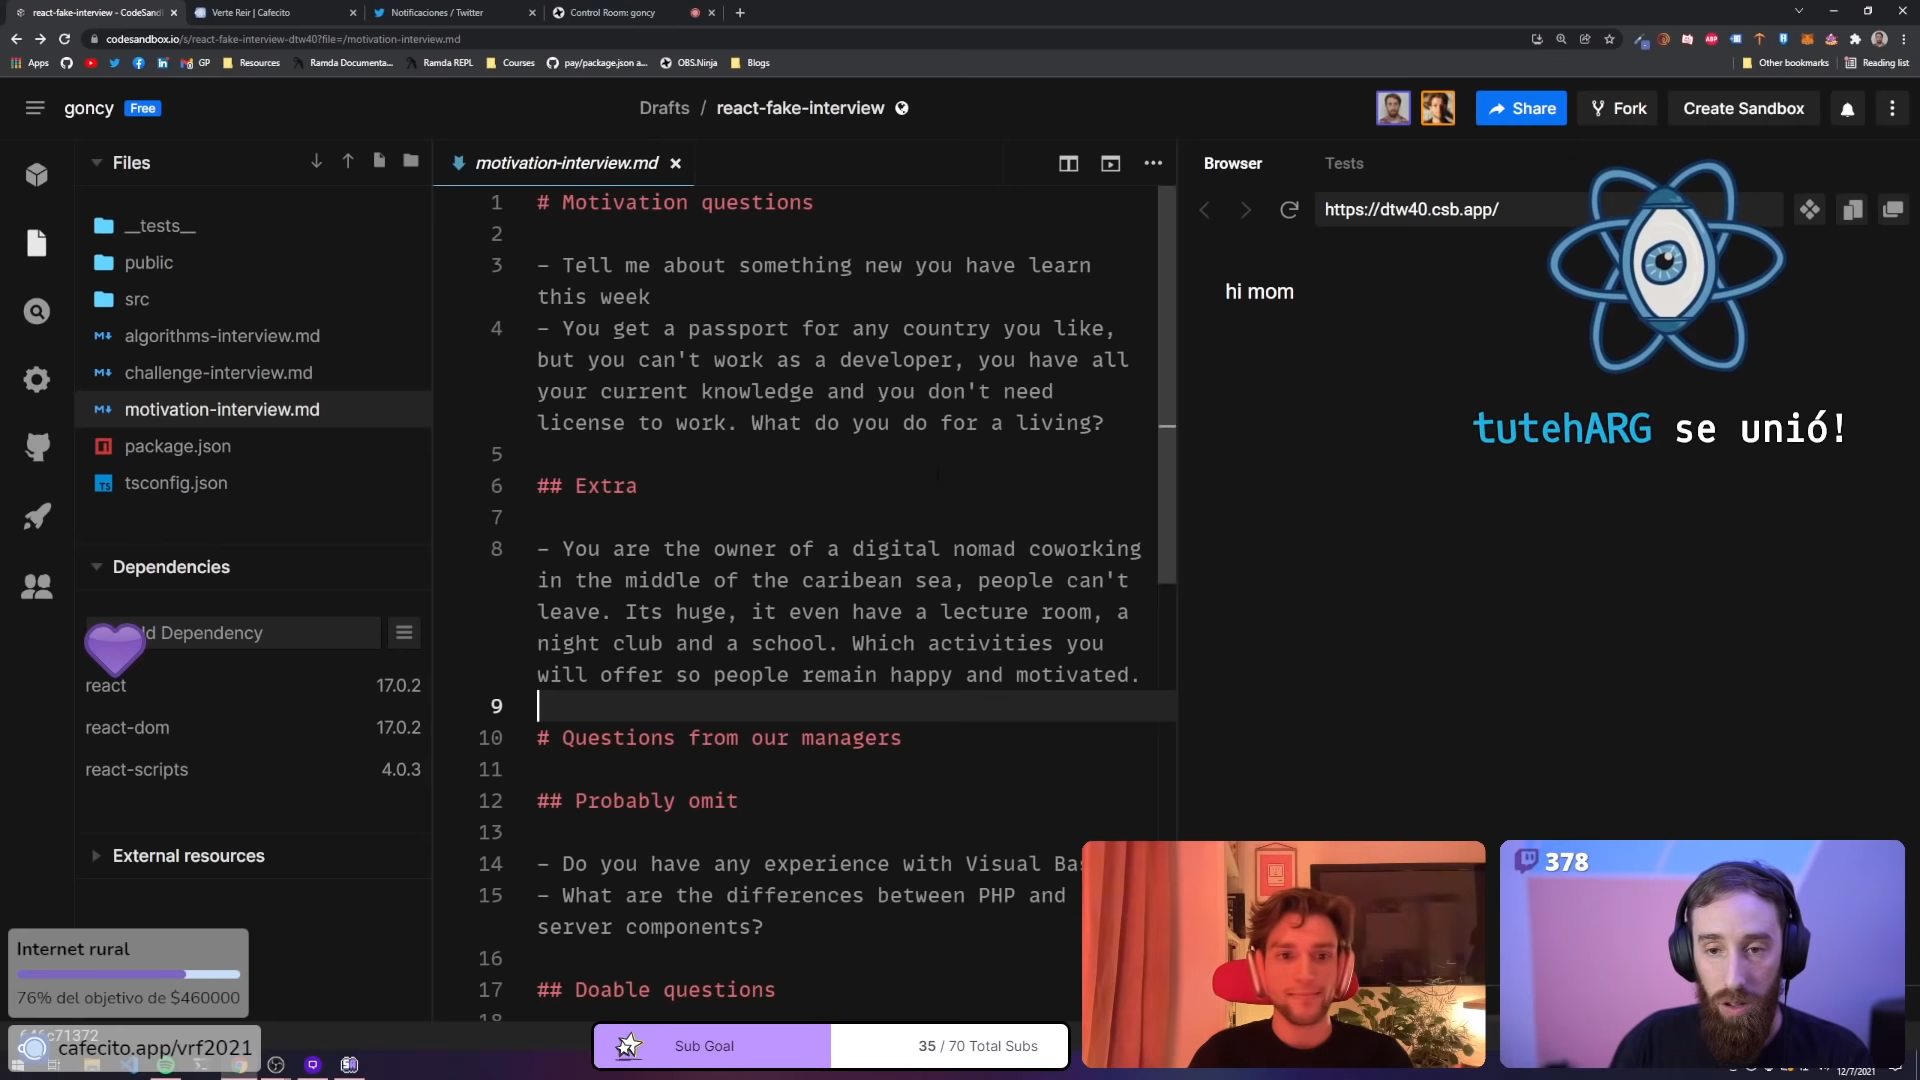 react-fake-interview - CodeSand
Verte Reir | Cafecito
Notificaciones / Twitter
Control Room: goncy
codesandbox.io/s/react-fake-interview-dtw40?file=/motivation-interview.md
Apps
GP
Resources
Ramda Documenta...
Ramda REPL
Courses
pay/package.json a...
OBS.Ninja
Blogs
Other bookmarks
Reading list
goncy
Free
Drafts / react-fake-interview
Share
Fork
Create Sandbox
Files
__tests__
public
src
algorithms-interview.md
challenge-interview.md
motivation-interview.md
package.json
tsconfig.json
Dependencies
d Dependency
react 17.0.2
react-dom 17.0.2
react-scripts 4.0.3
External resources
motivation-interview.md
1 # Motivation questions
2
3 - Tell me about something new you have learn
this week
4 - You get a passport for any country you like,
but you can't work as a developer, you have all
your current knowledge and you don't need
license to work. What do you do for a living?
5
6 ## Extra
7
8 - You are the owner of a digital nomad coworking
in the middle of the caribean sea, people can't
leave. Its huge, it even have a lecture room, a
night club and a school. Which activities you
will offer so people remain happy and motivated.
9
10 # Questions from our managers
11
12 ## Probably omit
13
14 - Do you have any experience with Visual Ba
15 - What are the differences between PHP and
server components?
16
17 ## Doable questions
18
Browser
Tests
https://dtw40.csb.app/
hi mom
tutehARG se unió!
378
Internet rural
76% del objetivo de $460000
cafecito.app/vrf2021
Sub Goal
35 / 70 Total Subs
12/7/2021